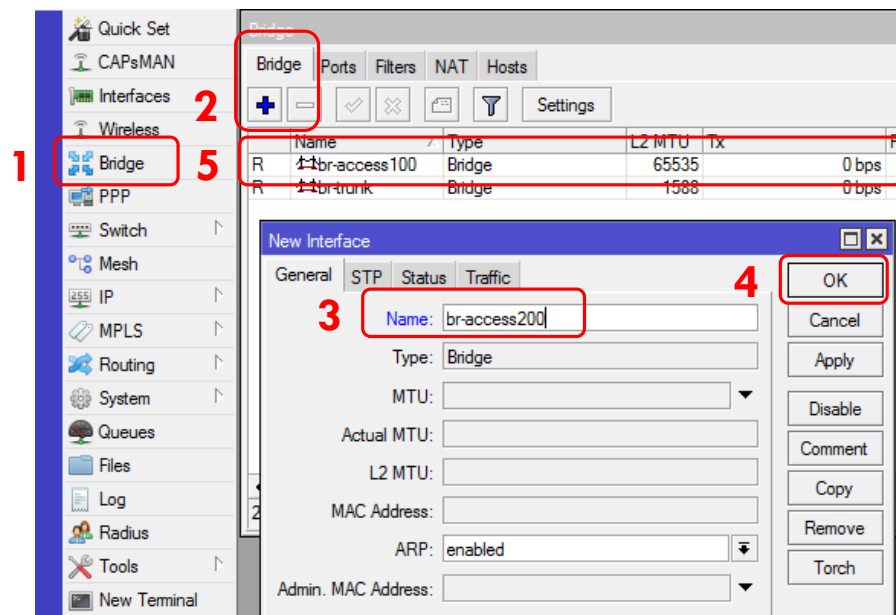 Quick Set
CAPsMAN
Interfaces
Wireless
1
Bridge
PPP
Switch
Mesh
255 IP
MPLS
Routing
System
Queues
Files
Log
Radius
Tools
New Terminal
Bridge
2
Bridge Ports Filters NAT Hosts
Settings
Name Type L2 MTU Tx
5
R br-access100 Bridge 65535 0 bps
R br-trunk Bridge 1588 0 bps
2
New Interface
General STP Status Traffic
3
Name: br-access200
Type: Bridge
MTU:
Actual MTU:
L2 MTU:
MAC Address:
ARP: enabled
Admin. MAC Address:
4
OK
Cancel
Apply
Disable
Comment
Copy
Remove
Torch